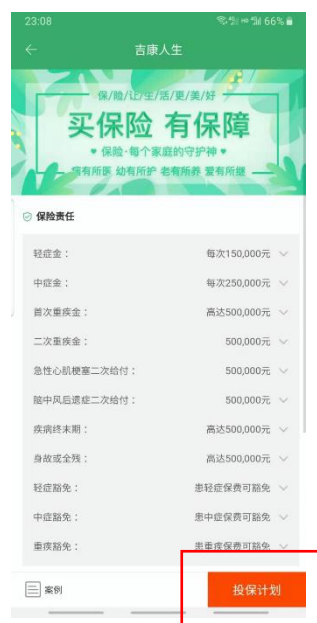 23:08
66%
吉康人生
保/险/让/生/活/更/美/好
买保险 有保障
• 保险·每个家庭的守护神 •
病有所医 幼有所护 老有所养 爱有所继
保险责任
轻症金: 每次150,000元
中症金: 每次250,000元
首次重疾金: 高达500,000元
二次重疾金: 500,000元
急性心肌梗塞二次给付: 500,000元
脑中风后遗症二次给付: 500,000元
疾病终末期: 高达500,000元
身故或全残: 高达500,000元
轻症豁免: 患轻症保费可豁免
中症豁免: 患中症保费可豁免
重疾豁免: 患重疾保费可豁免
案例 投保计划